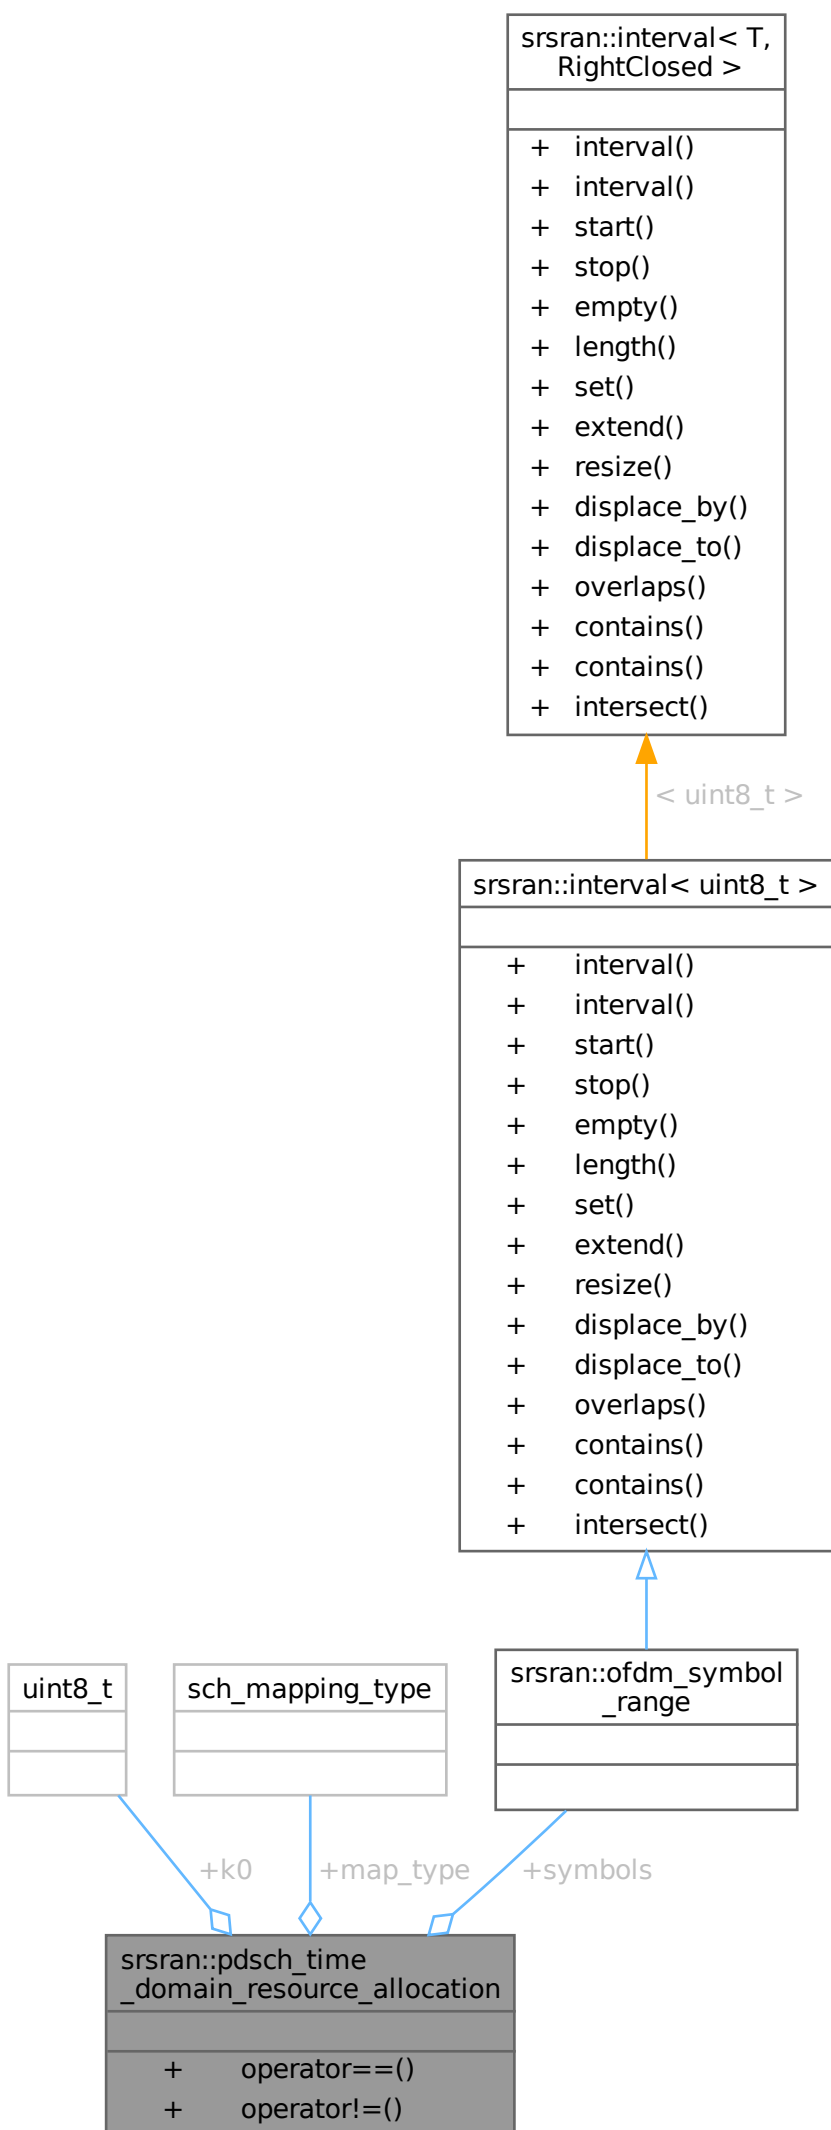 srsran::interval< T,
RightClosed >
+ interval()
+ interval()
+ start()
+ stop()
+ empty()
+ length()
+ set()
+ extend()
+ resize()
+ displace_by()
+ displace_to()
+ overlaps()
+ contains()
+ contains()
+ intersect()
< uint8_t >
srsran::interval< uint8_t >
+ interval()
+ interval()
+ start()
+ stop()
+ empty()
+ length()
+ set()
+ extend()
+ resize()
+ displace_by()
+ displace_to()
+ overlaps()
+ contains()
+ contains()
+ intersect()
uint8_t
sch_mapping_type
srsran::ofdm_symbol
_range
+k0
+map_type
+symbols
srsran::pdsch_time
_domain_resource_allocation
+ operator==()
+ operator!=()